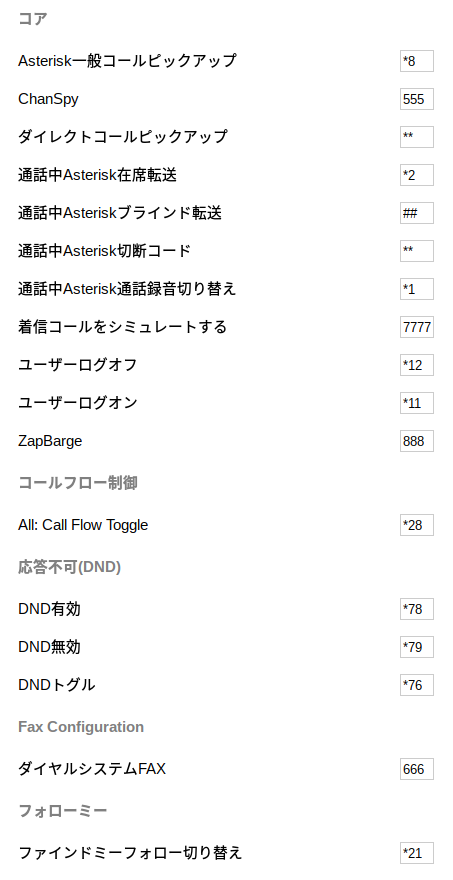 コア
Asterisk一般コールピックアップ *8
ChanSpy 555
ダイレクトコールピックアップ **
通話中Asterisk在席転送 *2
通話中Asteriskブラインド転送 ##
通話中Asterisk切断コード **
通話中Asterisk通話録音切り替え *1
着信コールをシミュレートする 7777
ユーザーログオフ *12
ユーザーログオン *11
ZapBarge 888
コールフロー制御
All: Call Flow Toggle *28
応答不可(DND)
DND有効 *78
DND無効 *79
DNDトグル *76
Fax Configuration
ダイヤルシステムFAX 666
フォローミー
ファインドミーフォロー切り替え *21